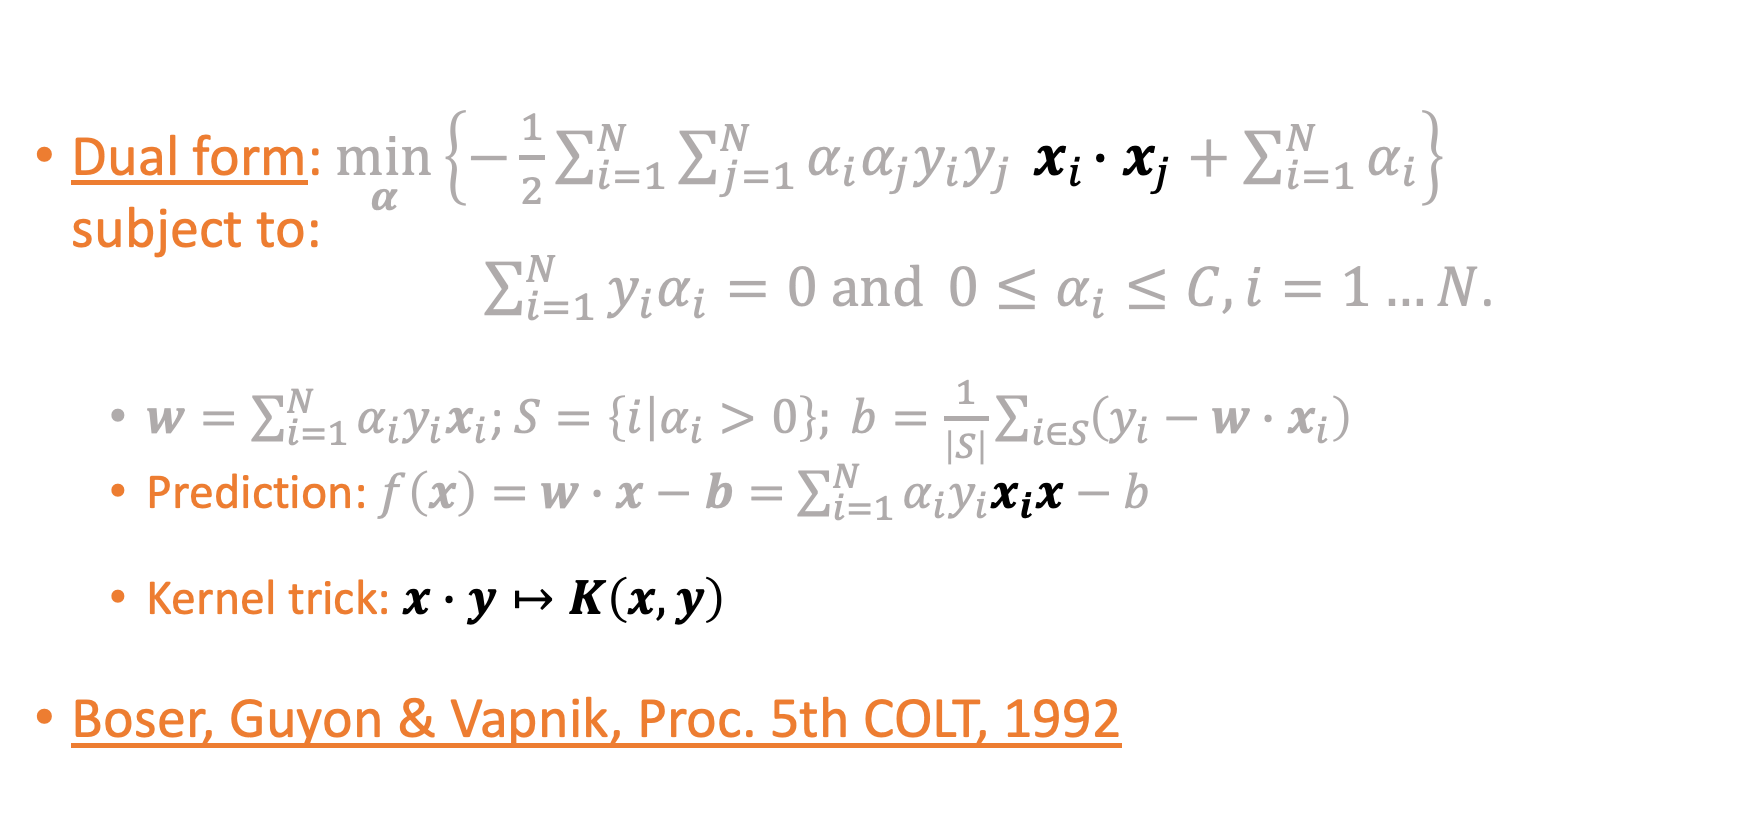 • Dual form: min_α {−½ ∑_{i=1}^{N} ∑_{j=1}^{N} α_i α_j y_i y_j 𝒙_i · 𝒙_j + ∑_{i=1}^{N} α_i}
subject to:
∑_{i=1}^{N} y_i α_i = 0 and 0 ≤ α_i ≤ C, i = 1 … N.
• 𝒘 = ∑_{i=1}^{N} α_i y_i 𝒙_i; S = {i|α_i > 0}; b = 1/|S| ∑_{i∈S}(y_i − 𝒘 · 𝒙_i)
• Prediction: f(𝒙) = 𝒘 · 𝒙 − 𝒃 = ∑_{i=1}^{N} α_i y_i 𝒙_i 𝒙 − b
• Kernel trick: 𝒙 · 𝒚 ↦ 𝑲(𝒙, 𝒚)
• Boser, Guyon & Vapnik, Proc. 5th COLT, 1992